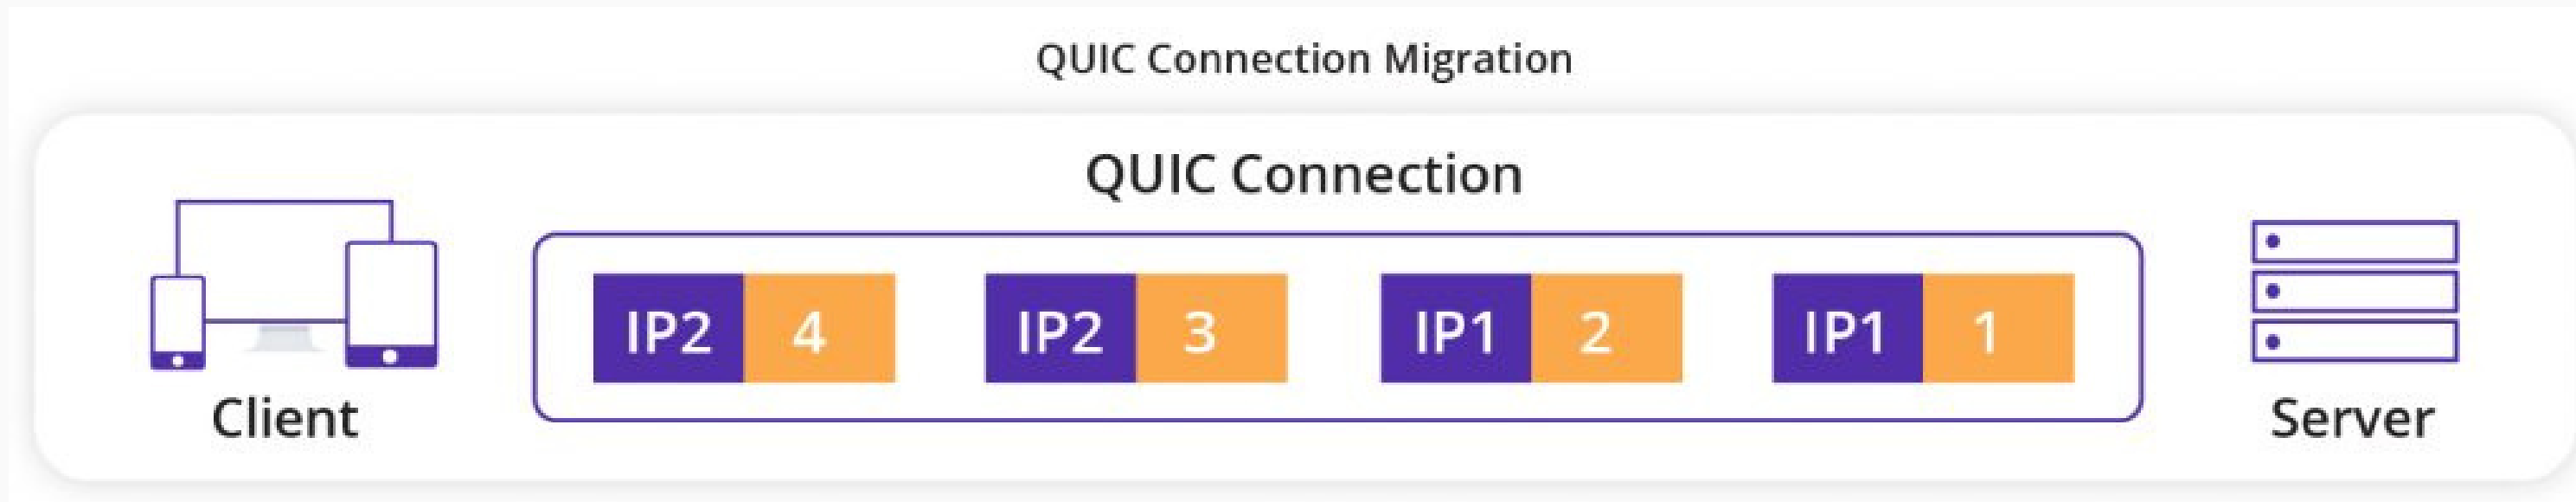 QUIC Connection Migration
QUIC Connection
IP2 4 IP2 3 IP1 2 IP1 1
Client Server